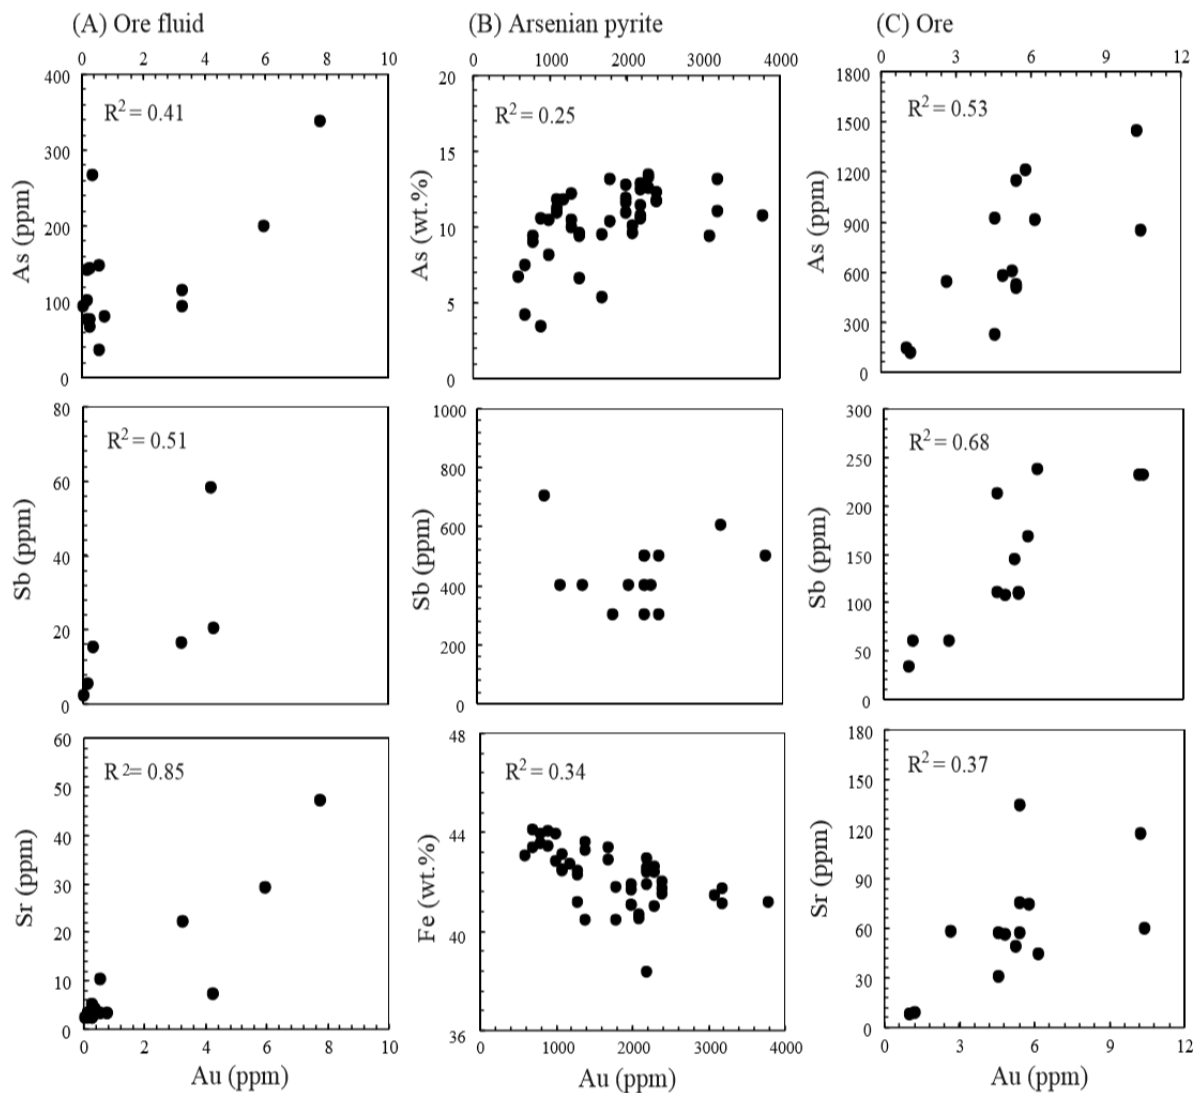 (A) Ore fluid
(B) Arsenian pyrite
(C) Ore
0 2 4 6 8 10
0 1000 2000 3000 4000
0 3 6 9 12
As (ppm)
400
300
200
100
0
R² = 0.41
As (wt.%)
20
15
10
5
0
R² = 0.25
As (ppm)
1800
1500
1200
900
600
300
0
R² = 0.53
Sb (ppm)
80
60
40
20
0
R² = 0.51
Sb (ppm)
1000
800
600
400
200
0
Sb (ppm)
300
250
200
150
100
50
0
R² = 0.68
Sr (ppm)
60
50
40
30
20
10
0
R 2= 0.85
Fe (wt.%)
48
44
40
36
R² = 0.34
Sr (ppm)
180
150
120
90
60
30
0
R² = 0.37
0 2 4 6 8 10
0 1000 2000 3000 4000
0 3 6 9 12
Au (ppm)
Au (ppm)
Au (ppm)